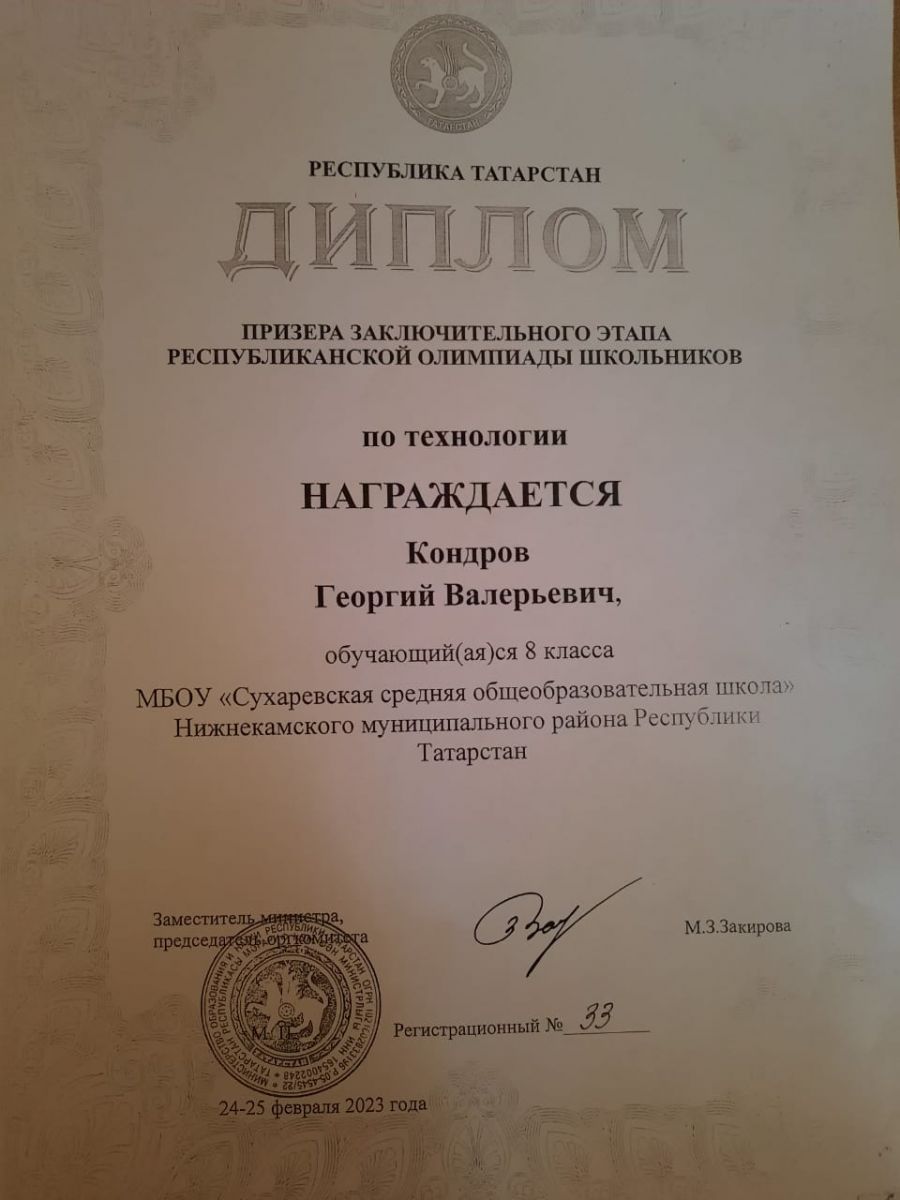 ТАТАРСТАН
РЕСПУБЛИКА ТАТАРСТАН
ДИПЛОМ
ПРИЗЕРА ЗАКЛЮЧИТЕЛЬНОГО ЭТАПА
РЕСПУБЛИКАНСКОЙ ОЛИМПИАДЫ ШКОЛЬНИКОВ
по технологии
НАГРАЖДАЕТСЯ
Кондров
Георгий Валерьевич,
обучающий(ая)ся 8 класса
МБОУ «Сухаревская средняя общеобразовательная школа»
Нижнекамского муниципального района Республики
Татарстан
Заместитель министра,
председатель оргкомитета
М.З.Закирова
М. П.
Регистрационный № 33
24-25 февраля 2023 года